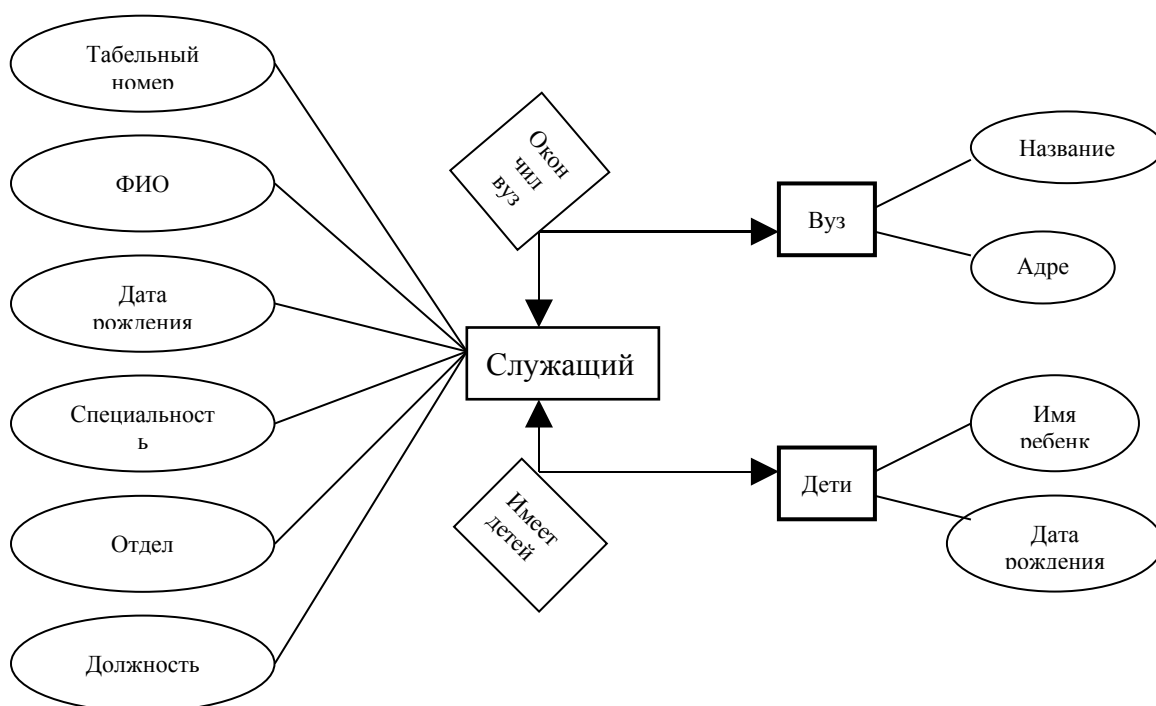 Табельный
номер
ФИО
Дата
рождения
Специальност
ь
Отдел
Должность
Окон
чил
вуз
Служащий
Имеет
детей
Вуз
Название
Адре
Дети
Имя
ребенк
Дата
рождения